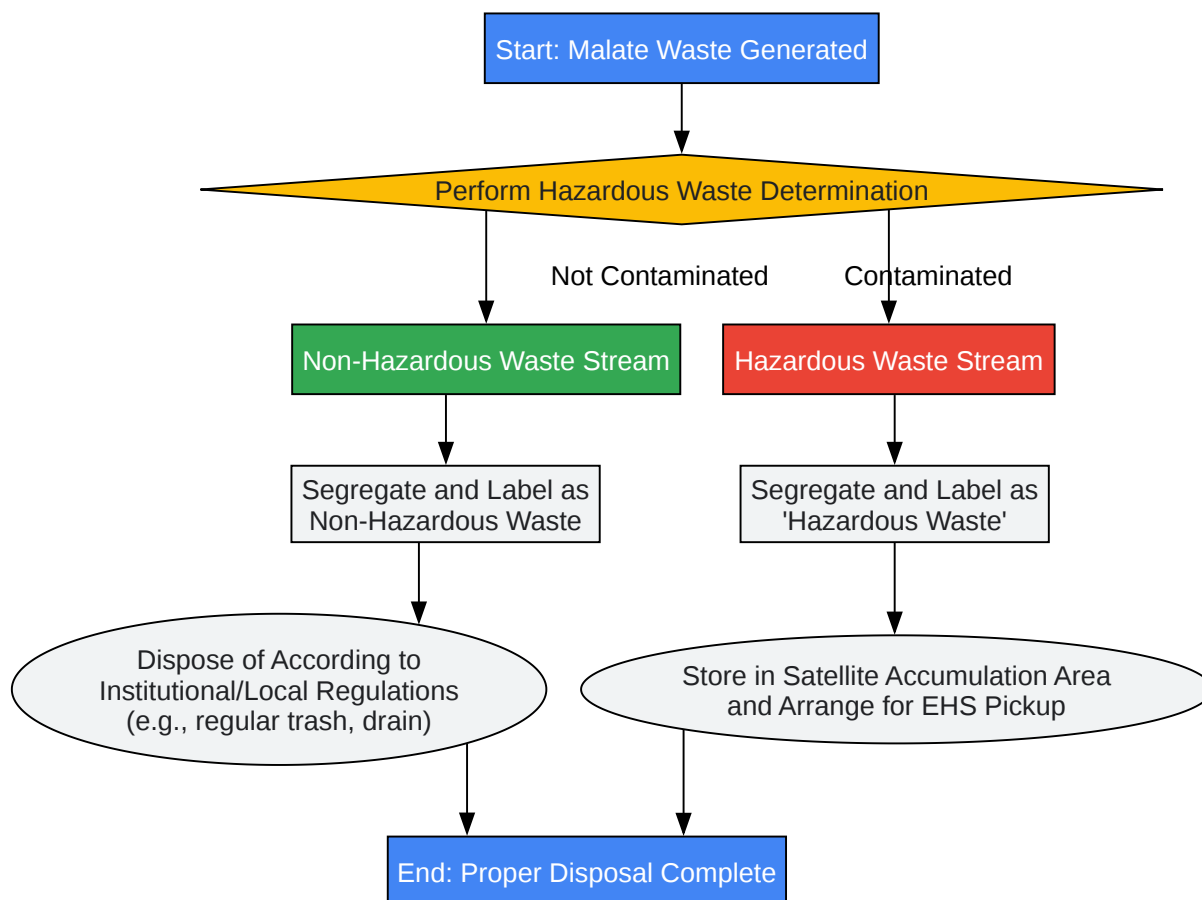 Start: Malate Waste Generated
Perform Hazardous Waste Determination
Not Contaminated
Contaminated
Non-Hazardous Waste Stream
Hazardous Waste Stream
Segregate and Label as
Non-Hazardous Waste
Segregate and Label as
'Hazardous Waste'
Dispose of According to
Institutional/Local Regulations
(e.g., regular trash, drain)
Store in Satellite Accumulation Area
and Arrange for EHS Pickup
End: Proper Disposal Complete